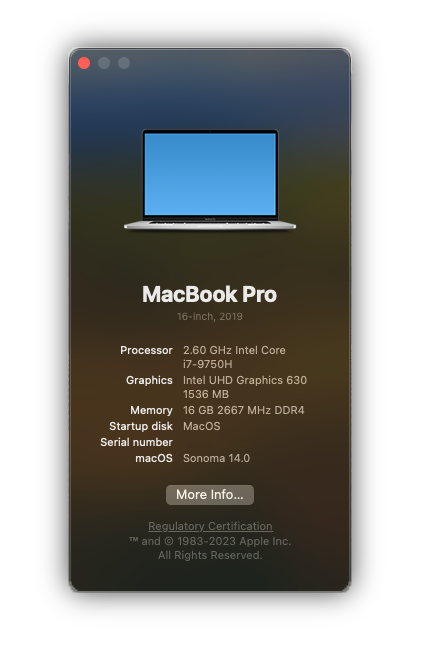 MacBook Pro
16-inch, 2019
Processor 2.60 GHz Intel Core
i7-9750H
Graphics Intel UHD Graphics 630
1536 MB
Memory 16 GB 2667 MHz DDR4
Startup disk MacOS
Serial number
macOS Sonoma 14.0
More Info...
Regulatory Certification
™ and © 1983-2023 Apple Inc.
All Rights Reserved.